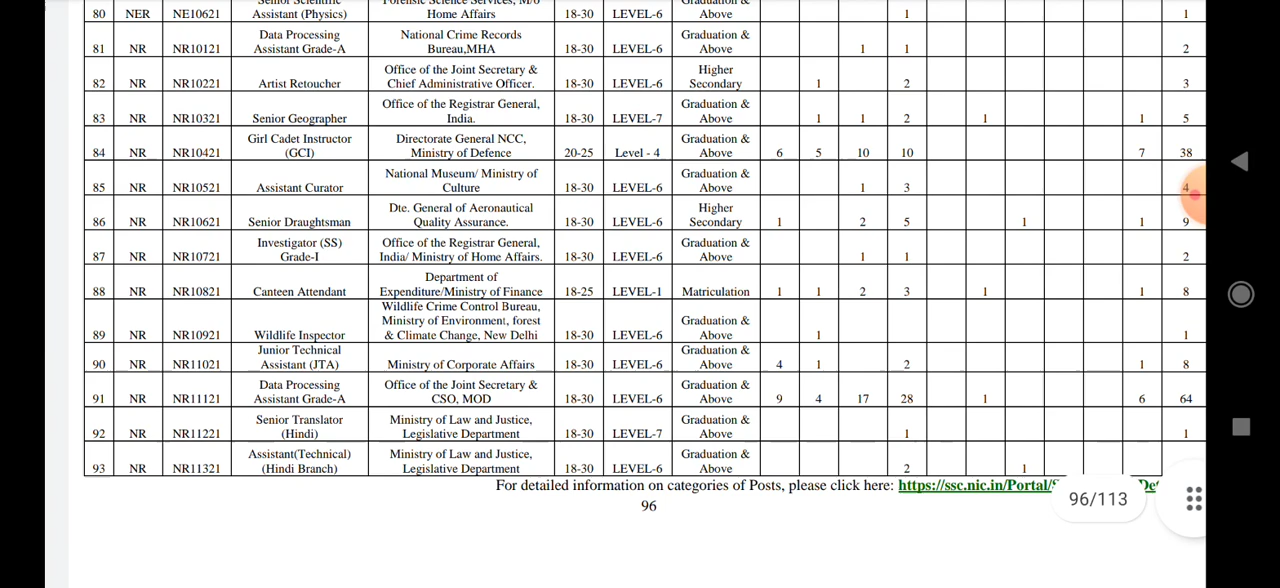 80 NER NE10621 Assistant (Physics) Home Affairs 18-30 LEVEL-6 Above 1 1
81 NR NR10121 Data Processing Assistant Grade-A National Crime Records Bureau,MHA 18-30 LEVEL-6 Graduation & Above 1 1 2
82 NR NR10221 Artist Retoucher Office of the Joint Secretary & Chief Administrative Officer. 18-30 LEVEL-6 Higher Secondary 1 2 3
83 NR NR10321 Senior Geographer Office of the Registrar General, India. 18-30 LEVEL-7 Graduation & Above 1 1 2 1 1 5
84 NR NR10421 Girl Cadet Instructor (GCI) Directorate General NCC, Ministry of Defence 20-25 Level - 4 Graduation & Above 6 5 10 10 7 38
85 NR NR10521 Assistant Curator National Museum/ Ministry of Culture 18-30 LEVEL-6 Graduation & Above 1 3 4
86 NR NR10621 Senior Draughtsman Dte. General of Aeronautical Quality Assurance. 18-30 LEVEL-6 Higher Secondary 1 2 5 1 1 9
87 NR NR10721 Investigator (SS) Grade-I Office of the Registrar General, India/ Ministry of Home Affairs. 18-30 LEVEL-6 Graduation & Above 1 1 2
88 NR NR10821 Canteen Attendant Department of Expenditure/Ministry of Finance 18-25 LEVEL-1 Matriculation 1 1 2 3 1 1 8
89 NR NR10921 Wildlife Inspector Wildlife Crime Control Bureau, Ministry of Environment, forest & Climate Change, New Delhi 18-30 LEVEL-6 Graduation & Above 1 1
90 NR NR11021 Junior Technical Assistant (JTA) Ministry of Corporate Affairs 18-30 LEVEL-6 Graduation & Above 4 1 2 1 8
91 NR NR11121 Data Processing Assistant Grade-A Office of the Joint Secretary & CSO, MOD 18-30 LEVEL-6 Graduation & Above 9 4 17 28 1 6 64
92 NR NR11221 Senior Translator (Hindi) Ministry of Law and Justice, Legislative Department 18-30 LEVEL-7 Graduation & Above 1 1
93 NR NR11321 Assistant(Technical) (Hindi Branch) Ministry of Law and Justice, Legislative Department 18-30 LEVEL-6 Graduation & Above 2 1
For detailed information on categories of Posts, please click here: https://ssc.nic.in/Portal/
96
96/113